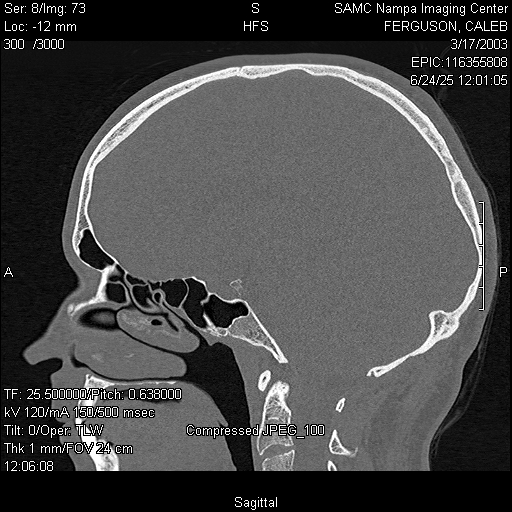 Ser: 8/Img: 73
Loc: -12 mm
300 /3000
S
HFS
SAMC Nampa Imaging Center
FERGUSON, CALEB
3/17/2003
EPIC:116355808
6/24/25 12:01:05
A
P
TF: 25.500000/Pitch: 0.638000
kV 120/mA 150/500 msec
Tilt: 0/Oper: TLW
Compressed JPEG_100
Thk 1 mm/FOV 24 cm
12:06:08
Sagittal